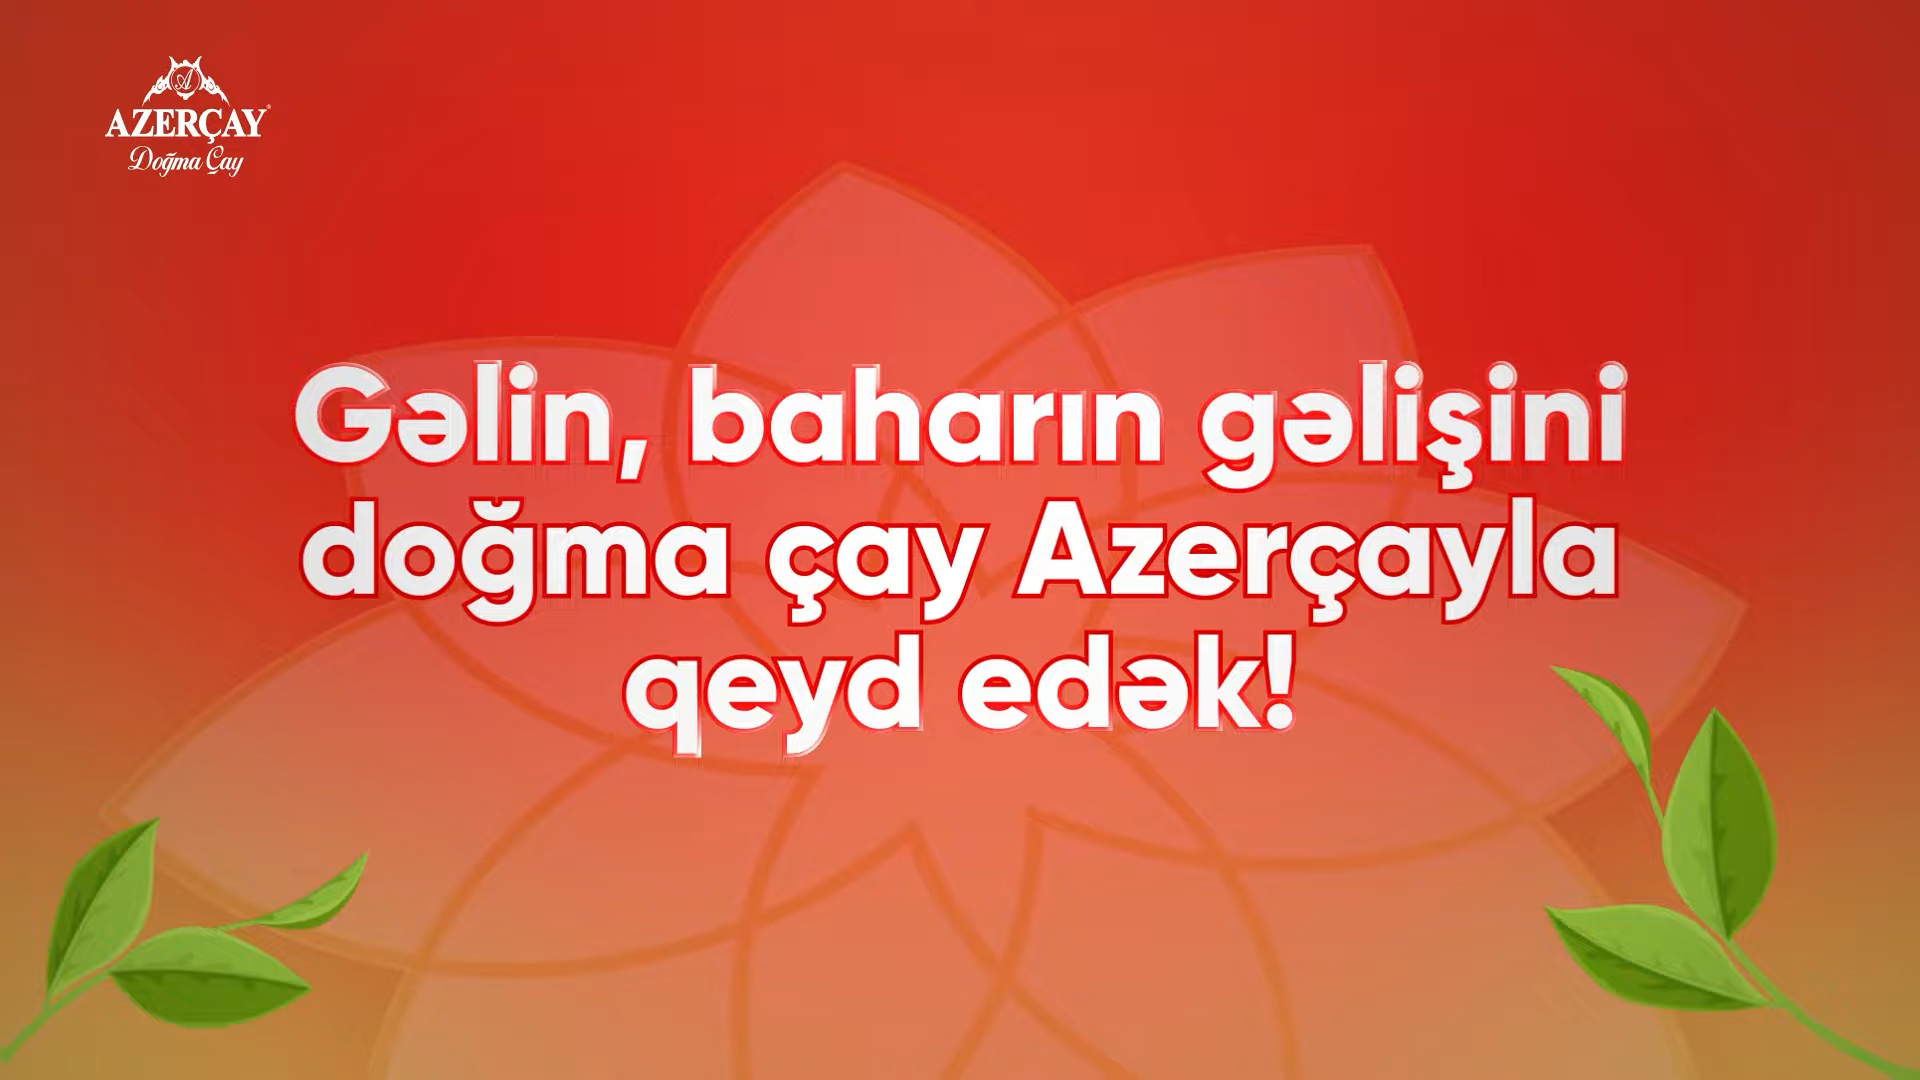 AZERÇAY
Doğma Çay
Gəlin, baharın gəlişini
doğma çay Azerçayla
qeyd edək!